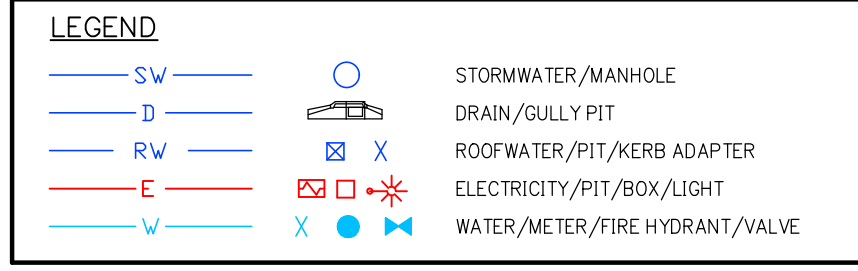 LEGEND
SW STORMWATER/MANHOLE
D DRAIN/GULLY PIT
RW X ROOFWATER/PIT/KERB ADAPTER
E ELECTRICITY/PIT/BOX/LIGHT
W X WATER/METER/FIRE HYDRANT/VALVE